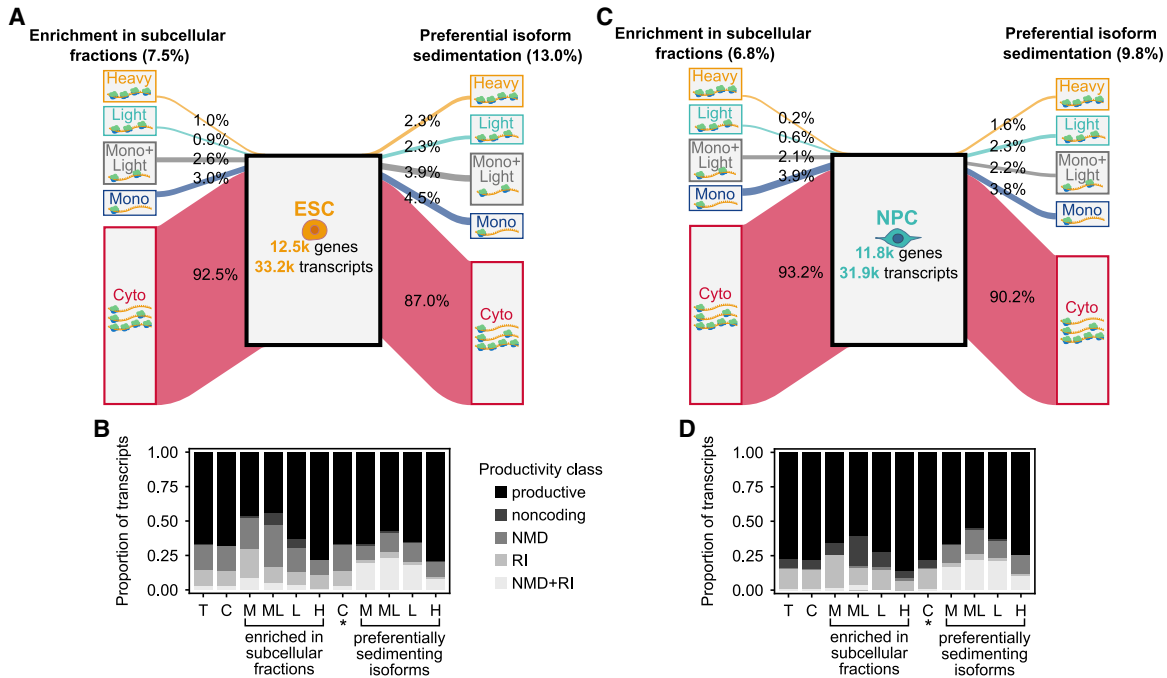 A
Enrichment in subcellular
fractions (7.5%)
Preferential isoform
sedimentation (13.0%)
Heavy
Light
Mono+
Light
Mono
Cyto
1.0%
0.9%
2.6%
3.0%
92.5%
ESC
12.5k genes
33.2k transcripts
2.3%
2.3%
3.9%
4.5%
87.0%
Heavy
Light
Mono+
Light
Mono
Cyto
C
Enrichment in subcellular
fractions (6.8%)
Preferential isoform
sedimentation (9.8%)
Heavy
Light
Mono+
Light
Mono
Cyto
0.2%
0.6%
2.1%
3.9%
93.2%
NPC
11.8k genes
31.9k transcripts
1.6%
2.3%
2.2%
3.8%
90.2%
Heavy
Light
Mono+
Light
Mono
Cyto
B
Proportion of transcripts
1.00
0.75
0.50
0.25
0.00
T C M ML L H C M ML L H
*
enriched in
subcellular
fractions
preferentially
sedimenting
isoforms
Productivity class
productive
noncoding
NMD
RI
NMD+RI
D
Proportion of transcripts
1.00
0.75
0.50
0.25
0.00
T C M ML L H C M ML L H
*
enriched in
subcellular
fractions
preferentially
sedimenting
isoforms